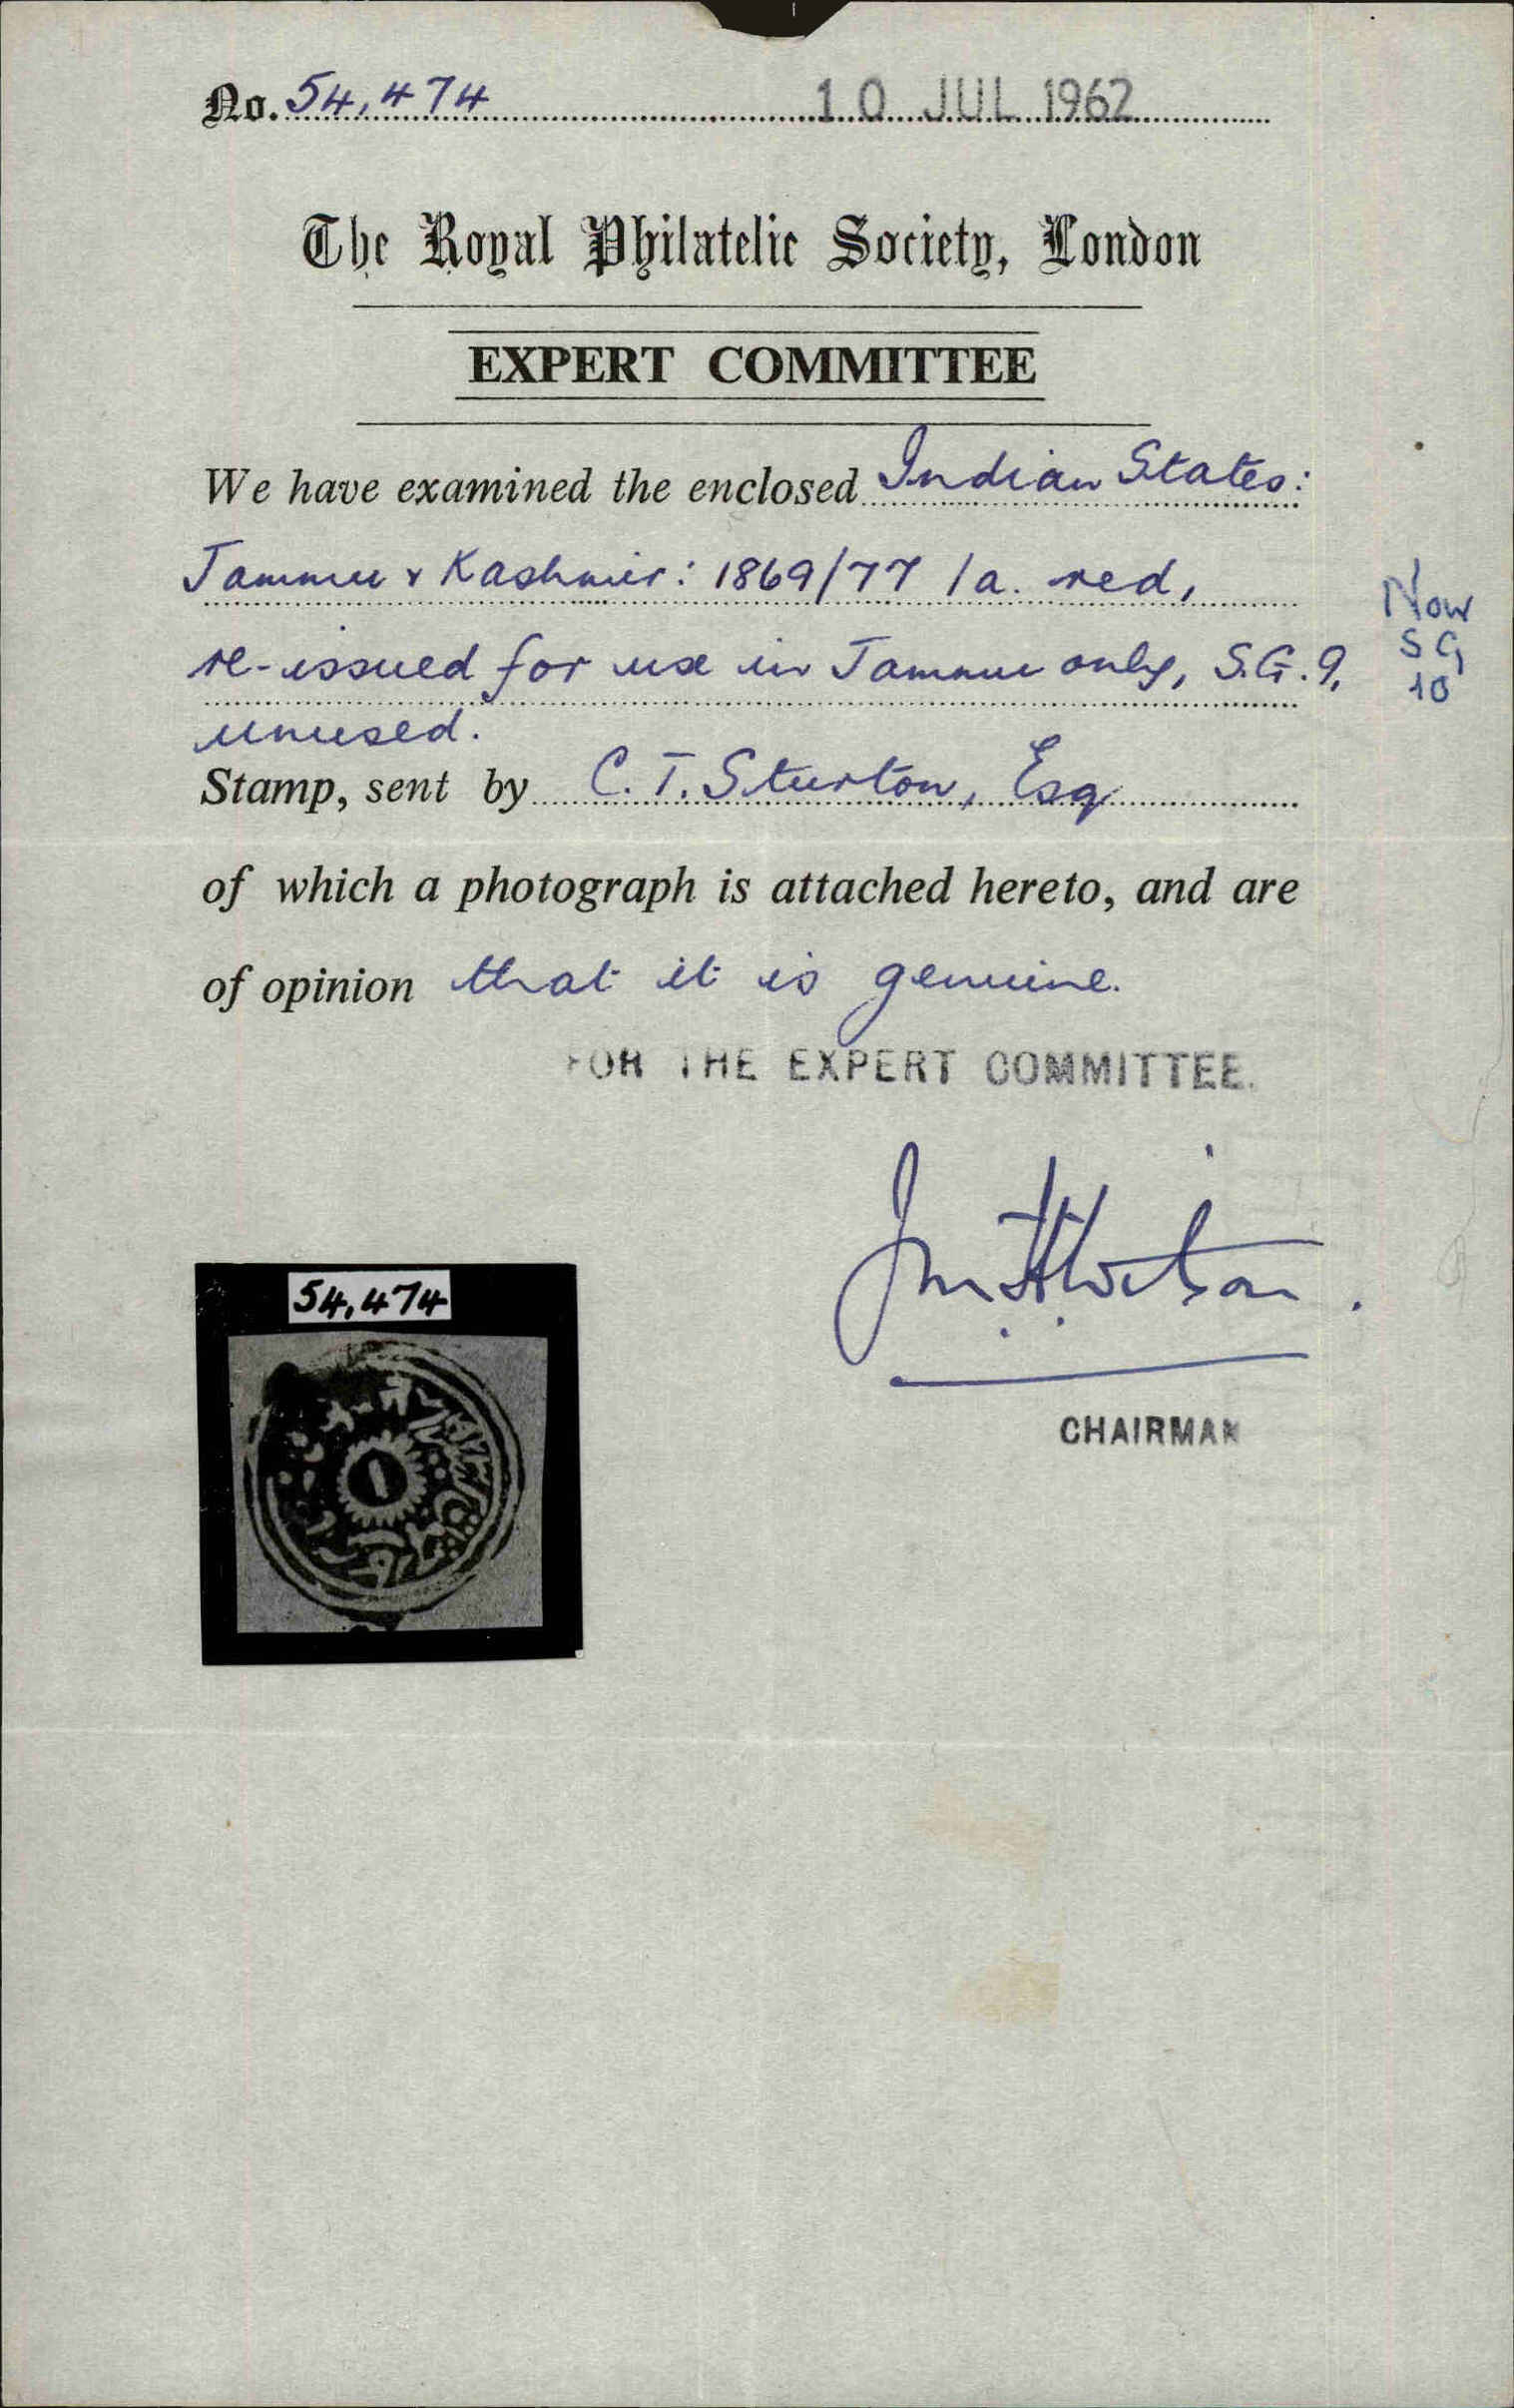 No. 54,474 10 JUL 1962
The Royal Philatelic Society, London
EXPERT COMMITTEE
We have examined the enclosed Indian States:
Jammu & Kashmir: 1869/77 1a. red,
re-issued for use in Jammu only, S.G. 9,
unused.
Now
SG
10
Stamp, sent by C. T. Sturton, Esq
of which a photograph is attached hereto, and are
of opinion that it is genuine.
FOR THE EXPERT COMMITTEE.
CHAIRMAN
54,474
1